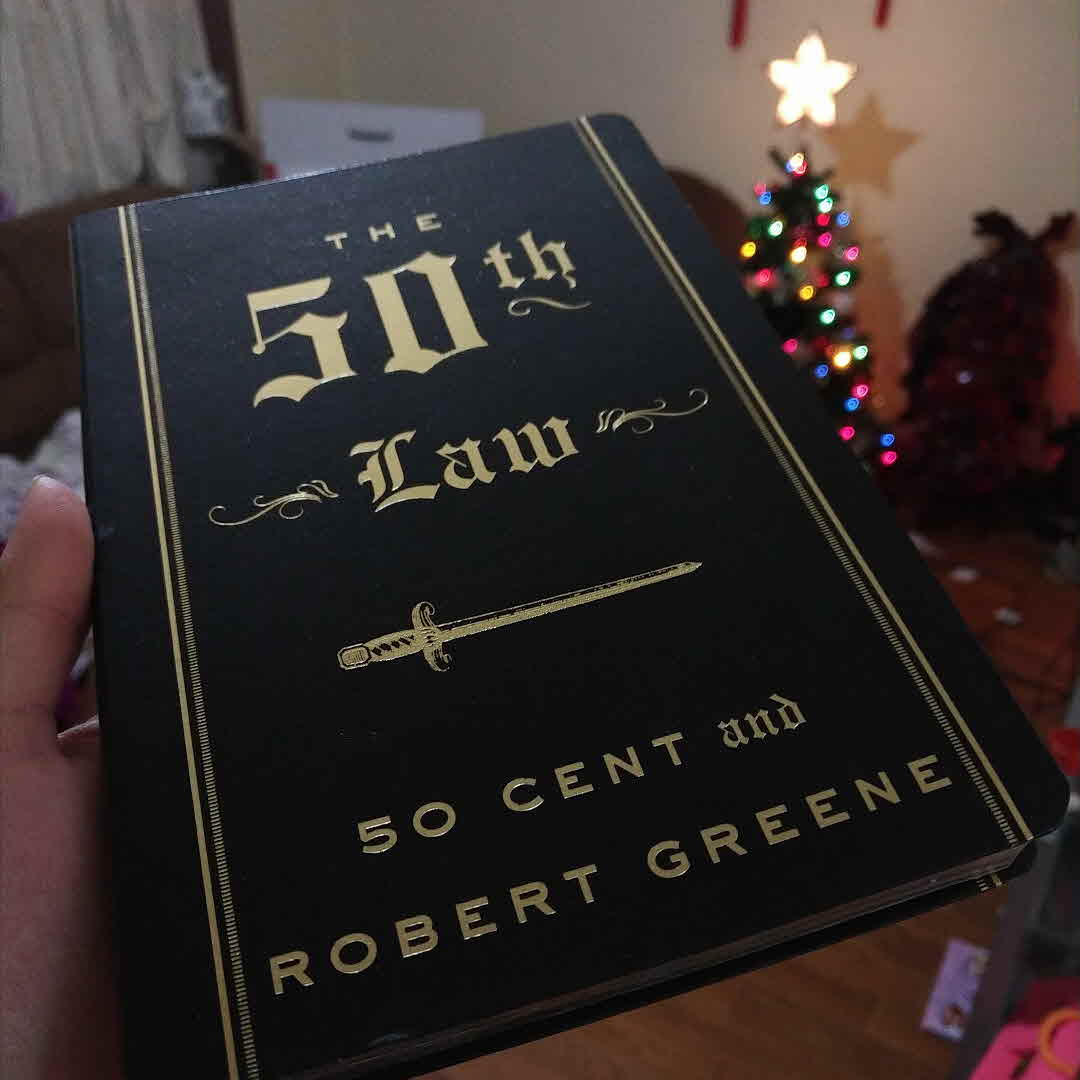 THE
50th
Law
50 CENT and
ROBERT GREENE